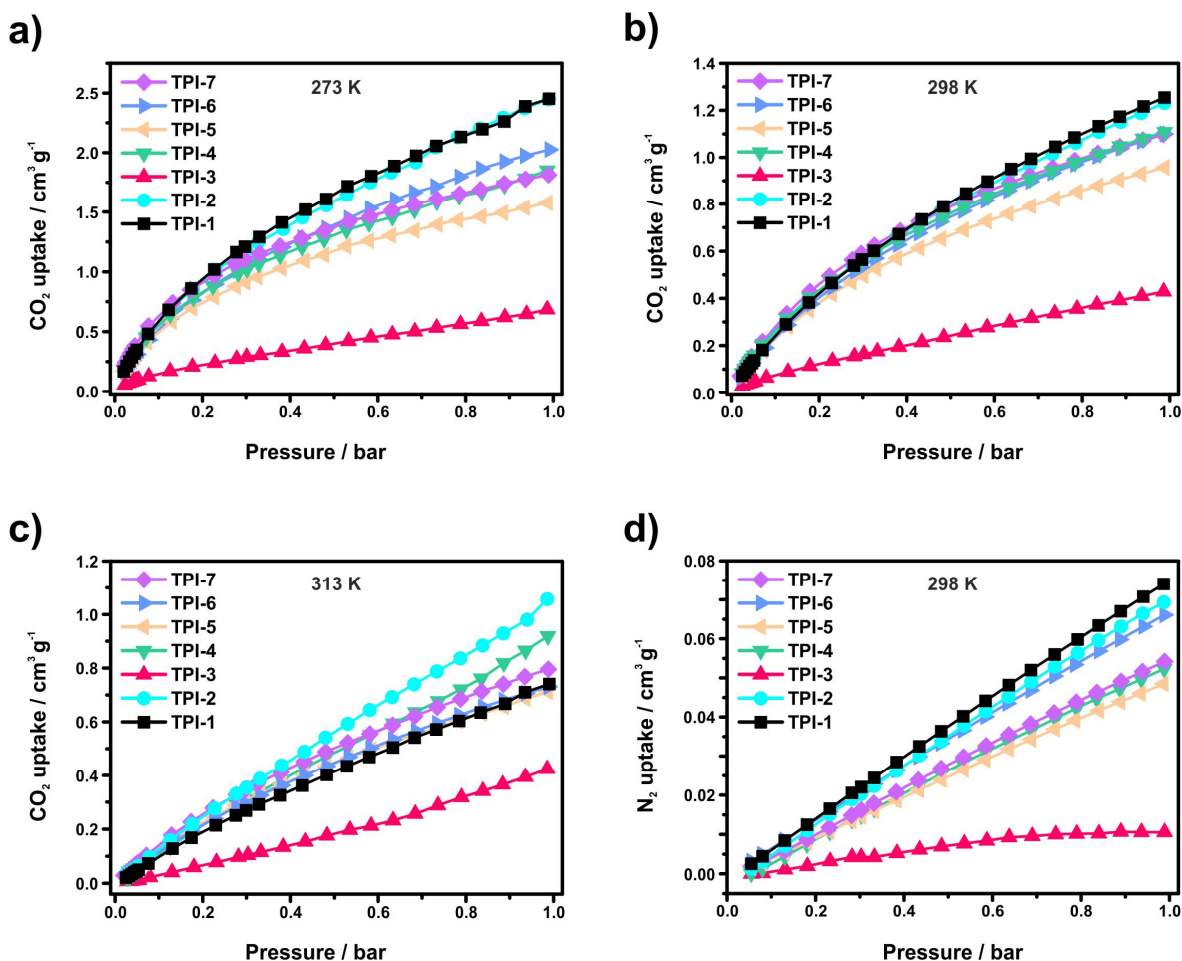 a)
273 K
TPI-7
TPI-6
TPI-5
TPI-4
TPI-3
TPI-2
TPI-1
CO₂ uptake / cm³ g⁻¹
2.5
2.0
1.5
1.0
0.5
0.0
0.0 0.2 0.4 0.6 0.8 1.0
Pressure / bar
b)
298 K
TPI-7
TPI-6
TPI-5
TPI-4
TPI-3
TPI-2
TPI-1
CO₂ uptake / cm³ g⁻¹
1.4
1.2
1.0
0.8
0.6
0.4
0.2
0.0
0.0 0.2 0.4 0.6 0.8 1.0
Pressure / bar
c)
313 K
TPI-7
TPI-6
TPI-5
TPI-4
TPI-3
TPI-2
TPI-1
CO₂ uptake / cm³ g⁻¹
1.2
1.0
0.8
0.6
0.4
0.2
0.0
0.0 0.2 0.4 0.6 0.8 1.0
Pressure / bar
d)
298 K
TPI-7
TPI-6
TPI-5
TPI-4
TPI-3
TPI-2
TPI-1
N₂ uptake / cm³ g⁻¹
0.08
0.06
0.04
0.02
0.00
0.0 0.2 0.4 0.6 0.8 1.0
Pressure / bar